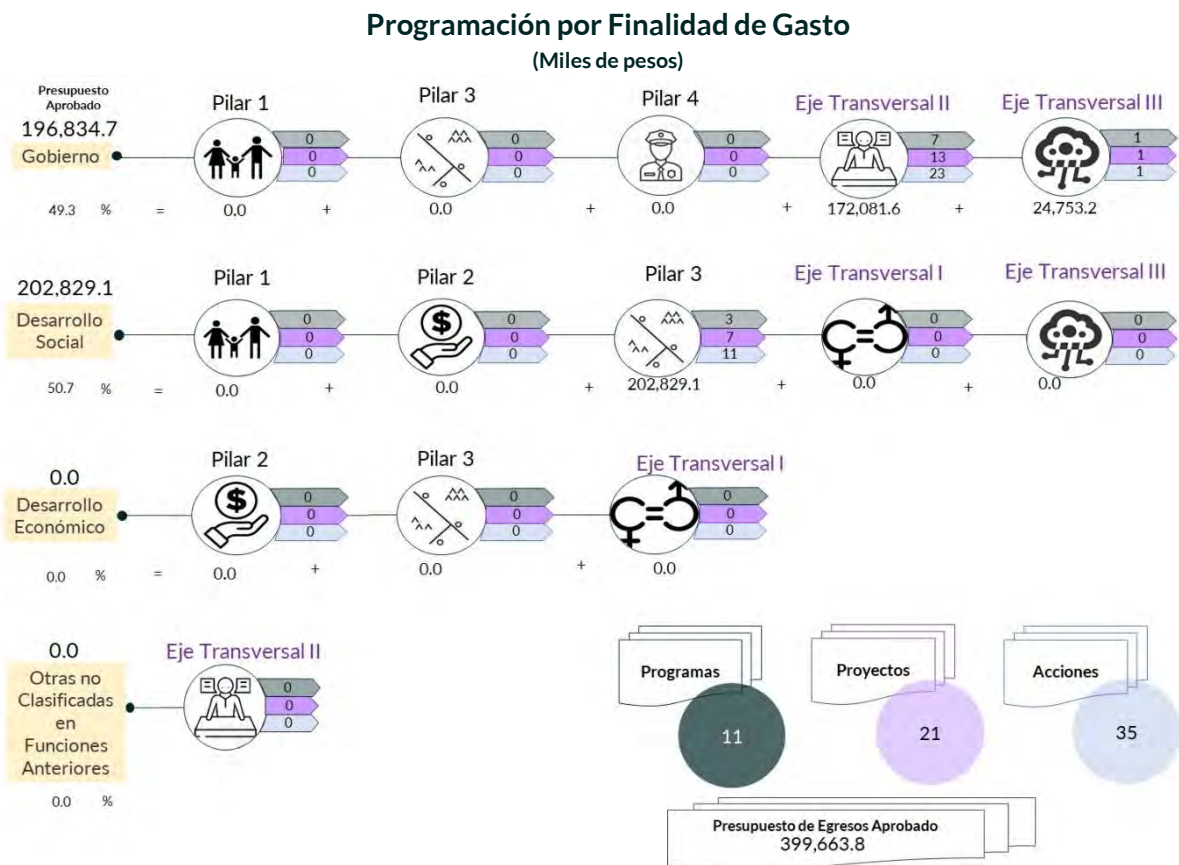 Programación por Finalidad de Gasto
(Miles de pesos)
Presupuesto
Aprobado
196,834.7
Gobierno
49.3 %
=
Pilar 1
0
0
0
0.0
+
Pilar 3
0
0
0
0.0
+
Pilar 4
0
0
0
0.0
+
Eje Transversal II
7
13
23
172,081.6
+
Eje Transversal III
1
1
1
24,753.2
202,829.1
Desarrollo
Social
50.7 %
=
Pilar 1
0
0
0
0.0
+
Pilar 2
0
0
0
0.0
+
Pilar 3
3
7
11
202,829.1
+
Eje Transversal I
0
0
0
0.0
+
Eje Transversal III
0
0
0
0.0
0.0
Desarrollo
Económico
0.0 %
=
Pilar 2
$
0
0
0
0.0
+
Pilar 3
0
0
0
0.0
+
Eje Transversal I
0
0
0
0.0
0.0
Otras no
Clasificadas
en
Funciones
Anteriores
0.0 %
Eje Transversal II
0
0
0
Programas
11
Proyectos
21
Acciones
35
Presupuesto de Egresos Aprobado
399,663.8